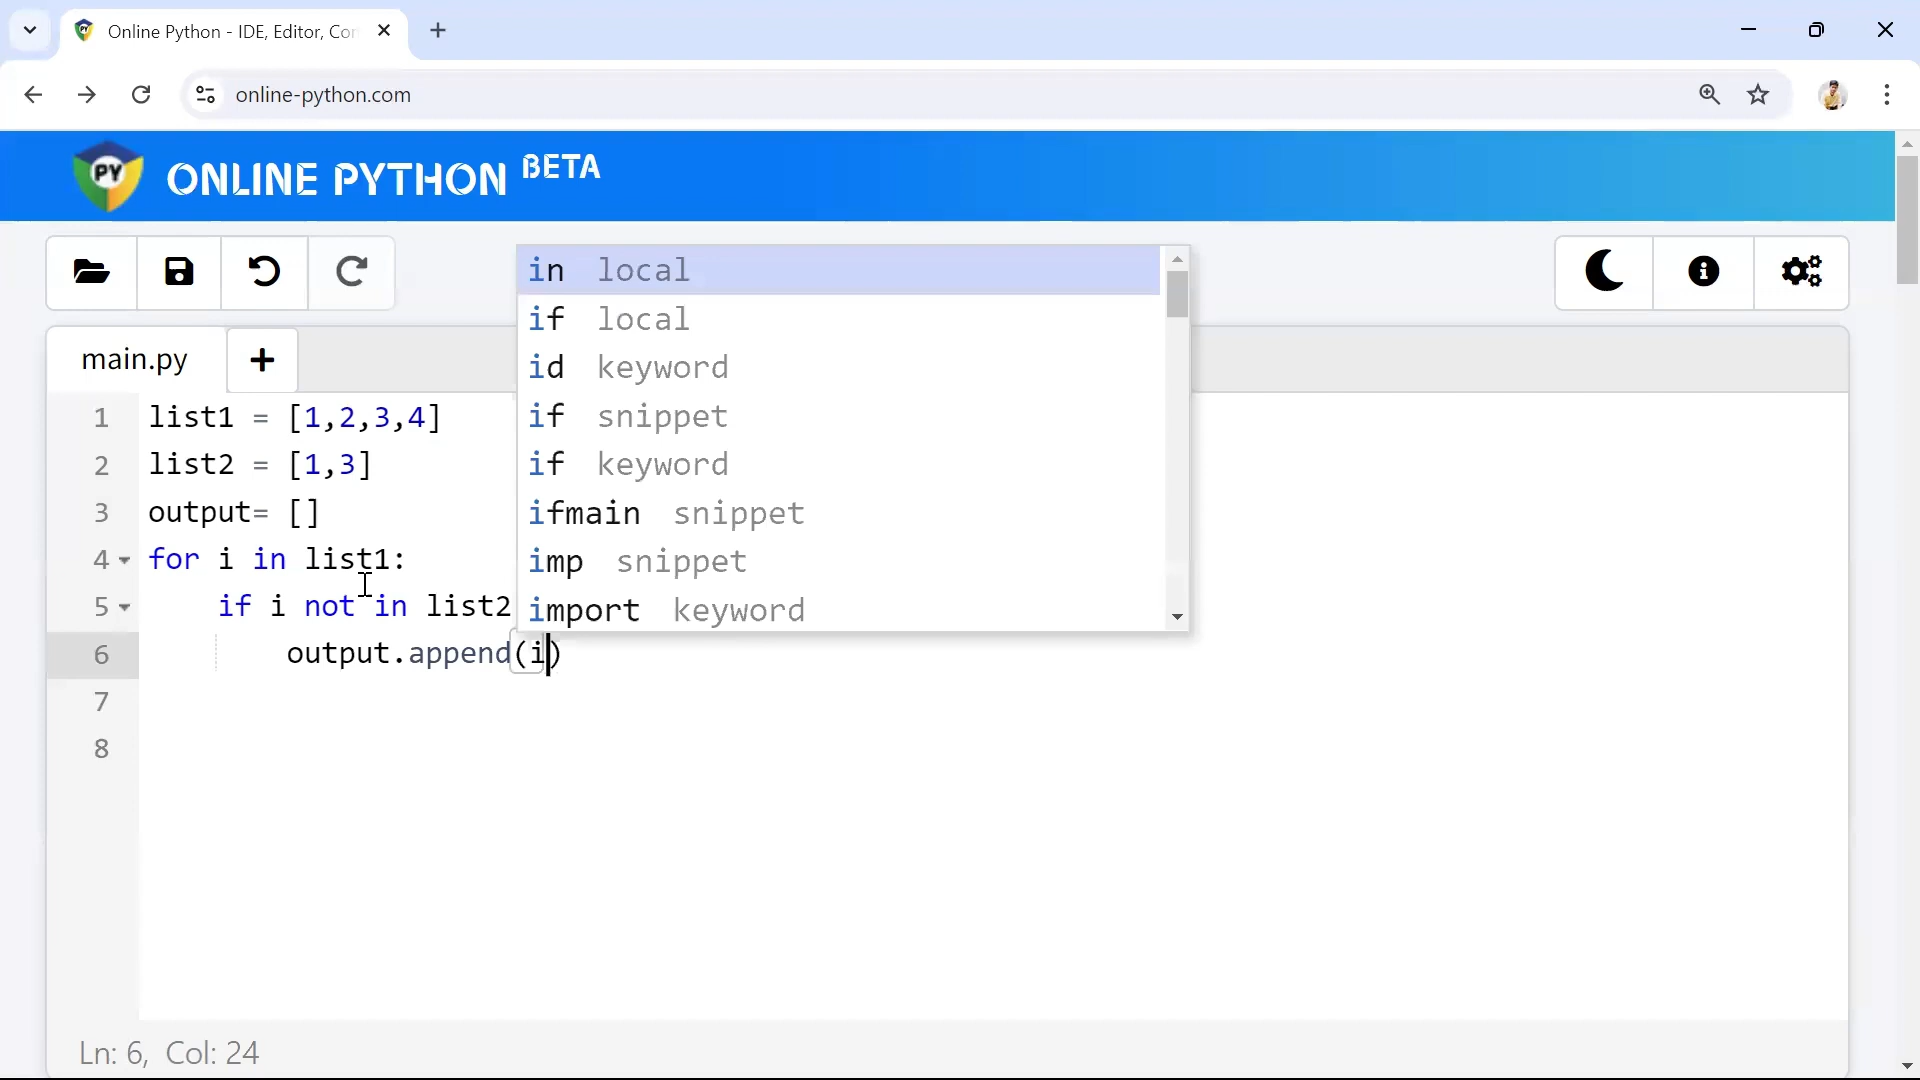 Online Python - IDE, Editor, Cor
online-python.com
PY
ONLINE PYTHON BETA
main.py
in local
if local
id keyword
if snippet
if keyword
ifmain snippet
imp snippet
import keyword
1 list1 = [1,2,3,4]
2 list2 = [1,3]
3 output= []
4 for i in list1:
5 if i not in list2
6 output.append(i)
7
8
Ln: 6, Col: 24